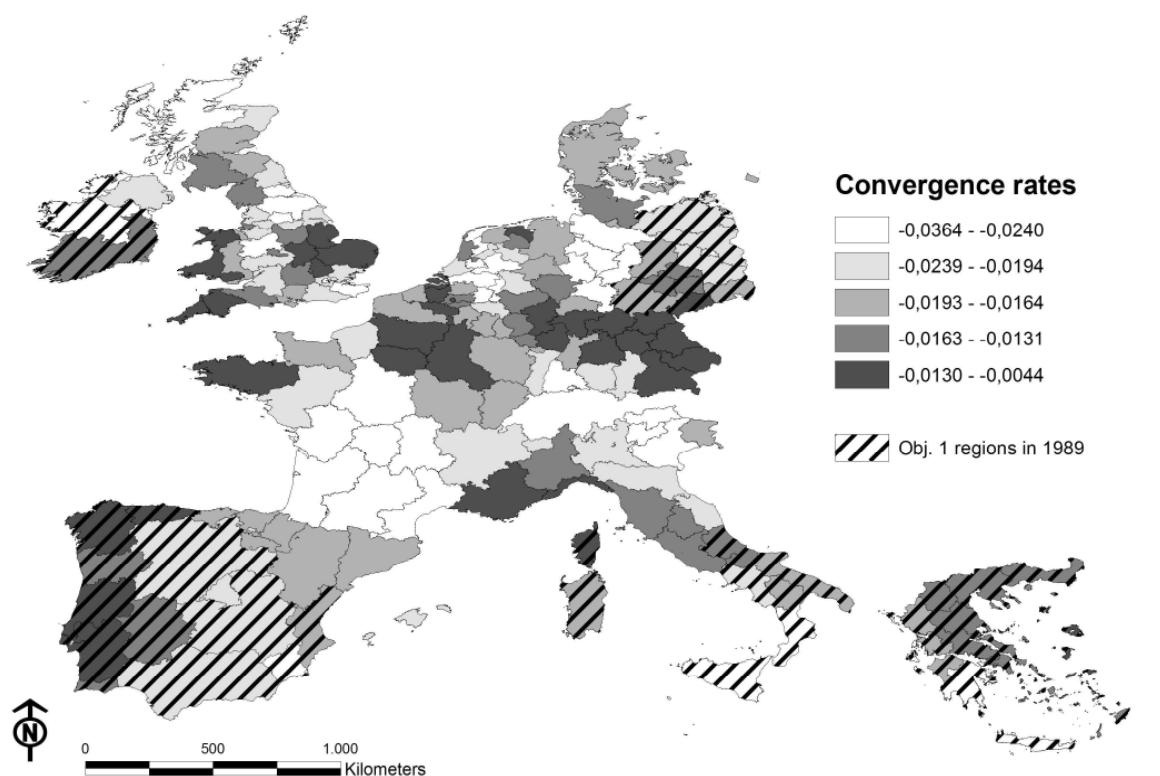 Convergence rates
-0,0364 - -0,0240
-0,0239 - -0,0194
-0,0193 - -0,0164
-0,0163 - -0,0131
-0,0130 - -0,0044
Obj. 1 regions in 1989
N
0 500 1.000
Kilometers